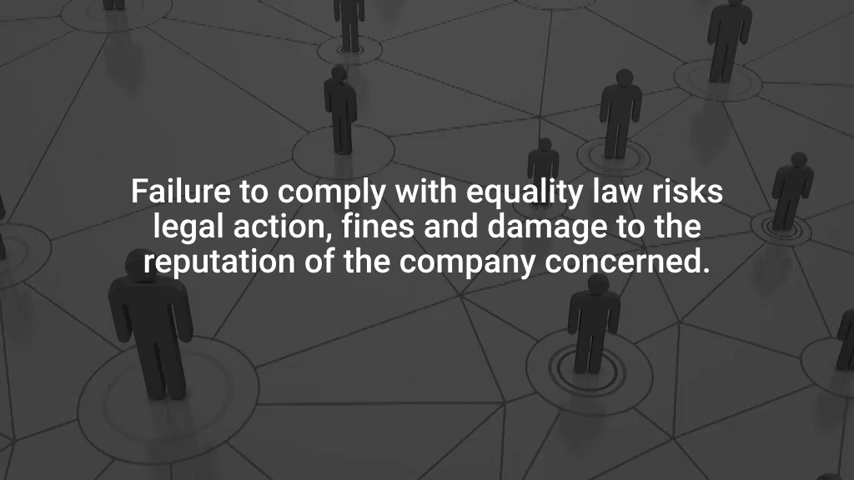 Failure to comply with equality law risks
legal action, fines and damage to the
reputation of the company concerned.